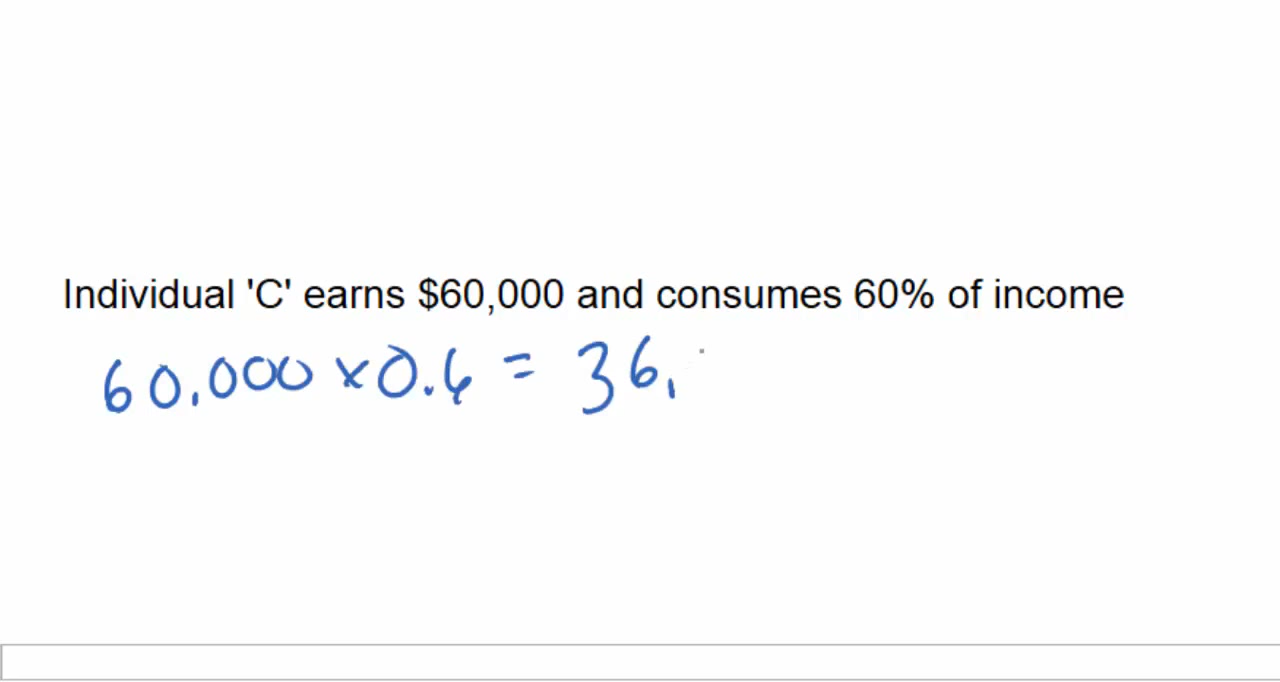 Individual 'C' earns $60,000 and consumes 60% of income
60,000 x 0.6 = 36,